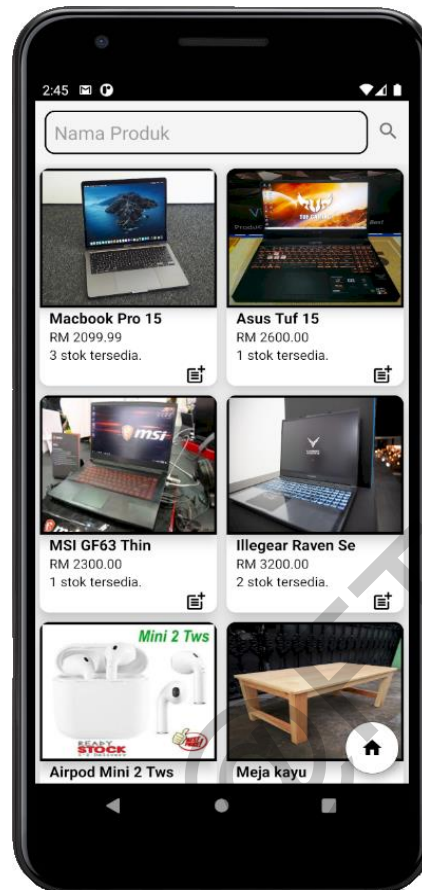 2:45
Nama Produk
Macbook Pro 15
RM 2099.99
3 stok tersedia.
Asus Tuf 15
RM 2600.00
1 stok tersedia.
msi
MSI GF63 Thin
RM 2300.00
1 stok tersedia.
Illegear Raven Se
RM 3200.00
2 stok tersedia.
Mini 2 Tws
READY
STOCK
Airpod Mini 2 Tws
Meja kayu